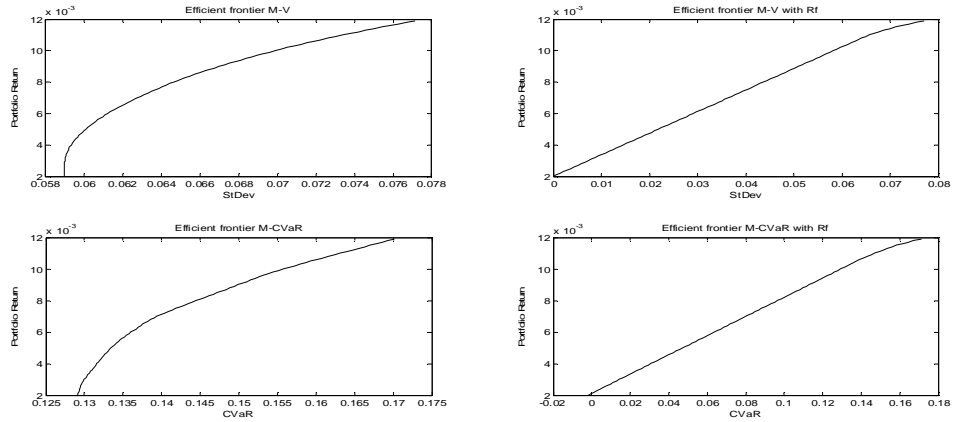 Efficient frontier M-V
x 10-3
12
10
8
6
4
2
Portfolio Return
0.058 0.06 0.062 0.064 0.066 0.068 0.07 0.072 0.074 0.076 0.078
StDev
Efficient frontier M-V with Rf
x 10-3
12
10
8
6
4
2
Portfolio Return
0 0.01 0.02 0.03 0.04 0.05 0.06 0.07 0.08
StDev
Efficient frontier M-CVaR
x 10-3
12
10
8
6
4
2
Portfolio Return
0.125 0.13 0.135 0.14 0.145 0.15 0.155 0.16 0.165 0.17 0.175
CVaR
Efficient frontier M-CVaR with Rf
x 10-3
12
10
8
6
4
2
Portfolio Return
-0.02 0 0.02 0.04 0.06 0.08 0.1 0.12 0.14 0.16 0.18
CVaR